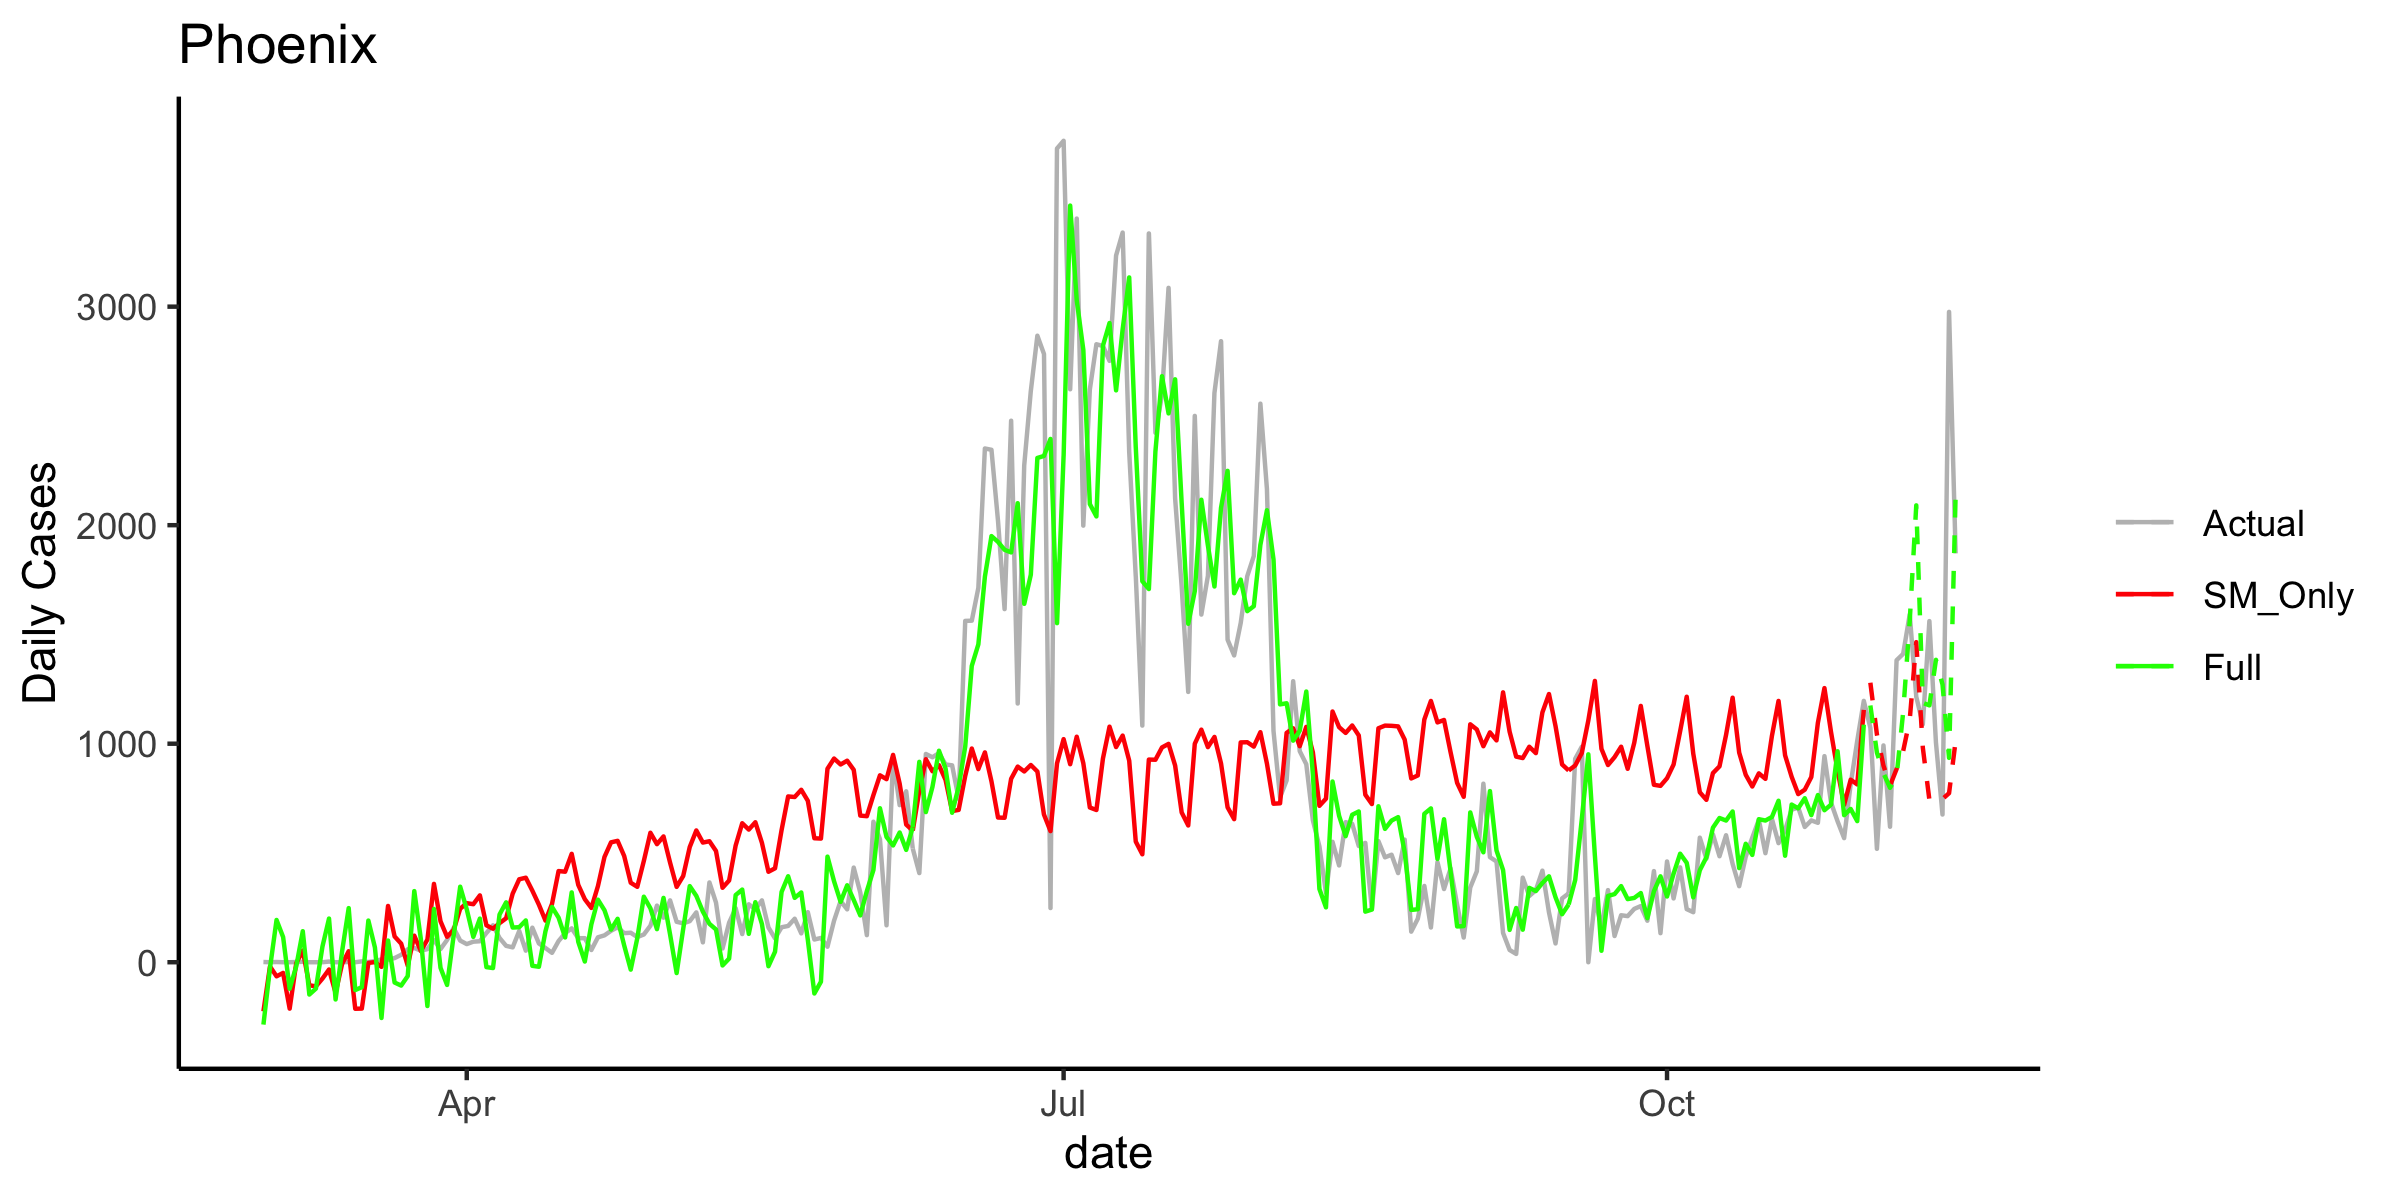 Phoenix
Daily Cases
3000
2000
1000
0
Apr
Jul
Oct
date
Actual
SM_Only
Full